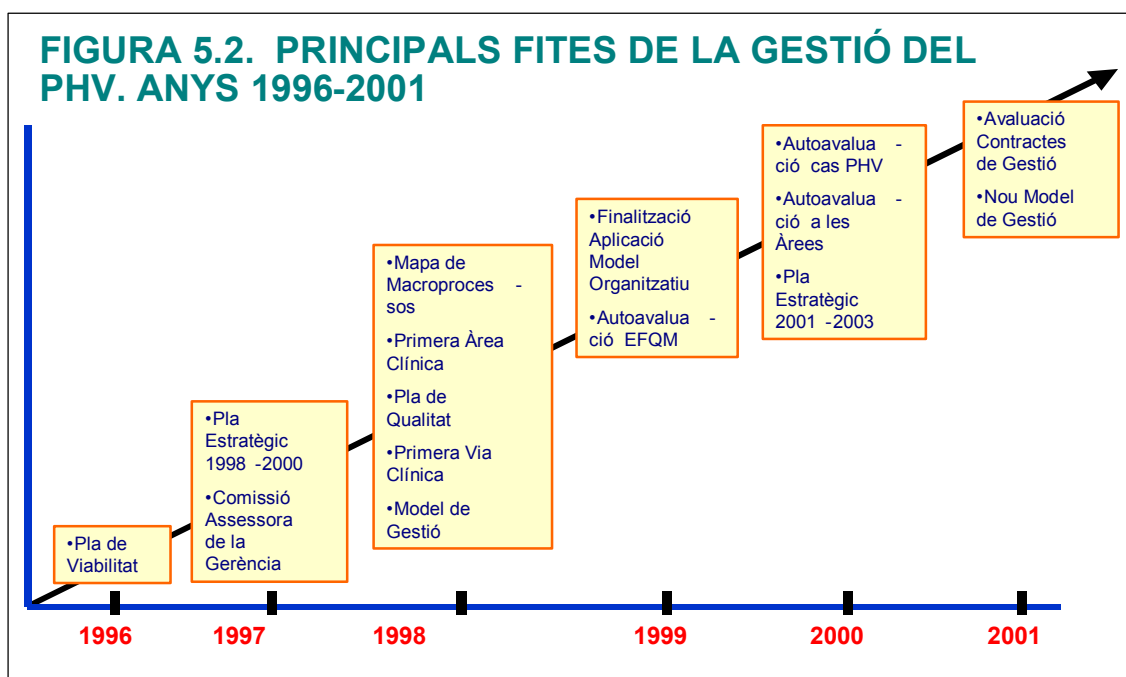 FIGURA 5.2. PRINCIPALS FITES DE LA GESTIÓ DEL
PHV. ANYS 1996-2001
•Pla de
Viabilitat
•Pla
Estratègic
1998 -2000
•Comissió
Assessora
de la
Gerència
•Mapa de
Macroproces -
sos
•Primera Àrea
Clínica
•Pla de
Qualitat
•Primera Via
Clínica
•Model de
Gestió
•Finalització
Aplicació
Model
Organitzatiu
•Autoavalua -
ció EFQM
•Autoavalua -
ció cas PHV
•Autoavalua -
ció a les
Àrees
•Pla
Estratègic
2001 -2003
•Avaluació
Contractes
de Gestió
•Nou Model
de Gestió
1996
1997
1998
1999
2000
2001